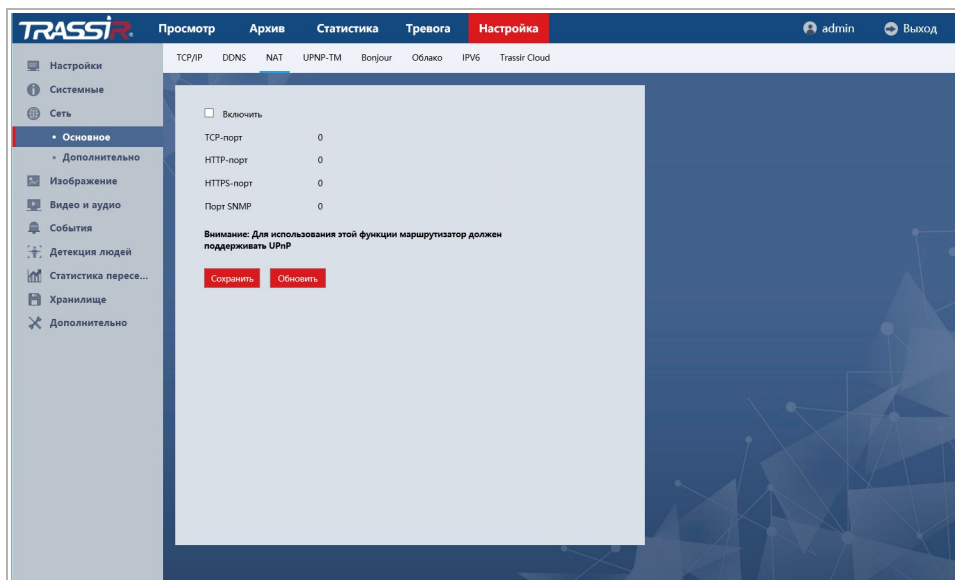 TRASSIR Просмотр Архив Статистика Тревога Настройка admin Выход
TCP/IP DDNS NAT UPNP-TM Bonjour Облако IPV6 Trassir Cloud
Настройки
Системные
Сеть
• Основное
• Дополнительно
Изображение
Видео и аудио
События
Детекция людей
Статистика пересе...
Хранилище
Дополнительно
Включить
TCP-порт 0
HTTP-порт 0
HTTPS-порт 0
Порт SNMP 0
Внимание: Для использования этой функции маршрутизатор должен
поддерживать UPnP
Сохранить Обновить